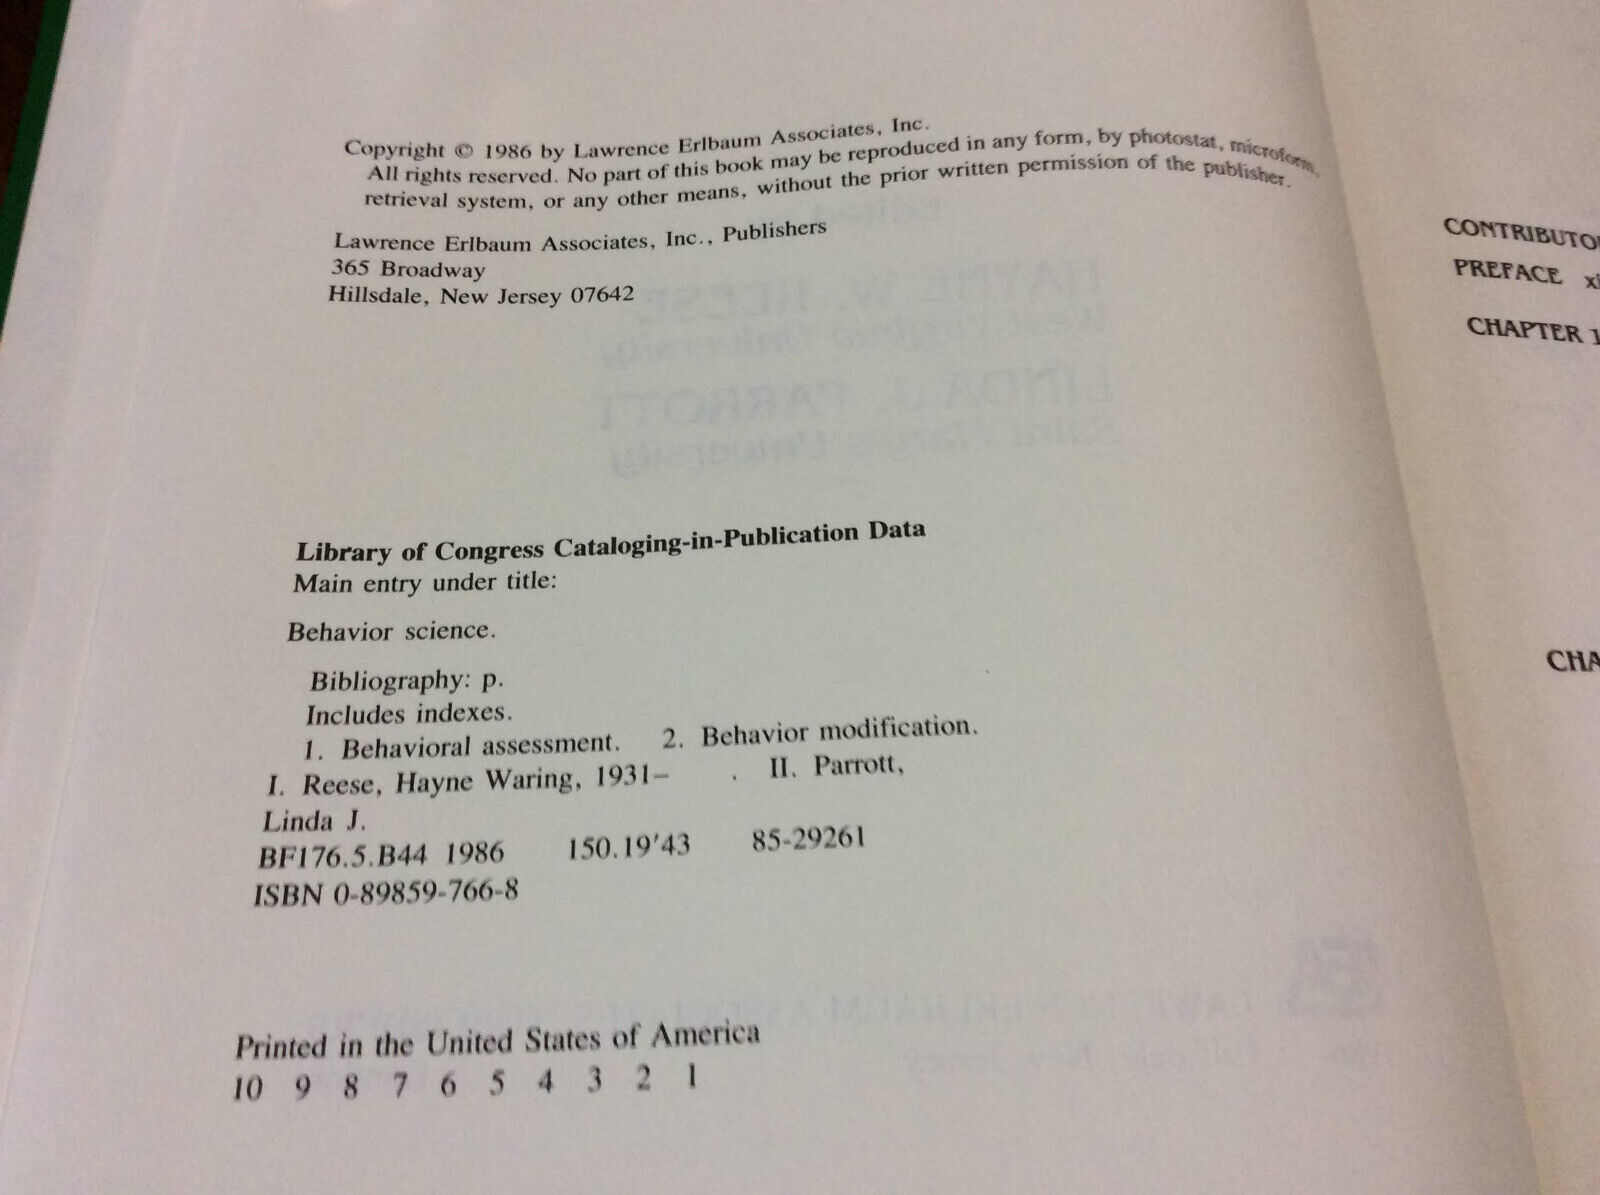 Copyright © 1986 by Lawrence Erlbaum Associates, Inc.
All rights reserved. No part of this book may be reproduced in any form, by photostat, microform,
retrieval system, or any other means, without the prior written permission of the publisher.
Lawrence Erlbaum Associates, Inc., Publishers
365 Broadway
Hillsdale, New Jersey 07642
Library of Congress Cataloging-in-Publication Data
Main entry under title:
Behavior science.
Bibliography: p.
Includes indexes.
1. Behavioral assessment. 2. Behavior modification.
I. Reese, Hayne Waring, 1931– . II. Parrott,
Linda J.
BF176.5.B44 1986 150.19'43 85-29261
ISBN 0-89859-766-8
Printed in the United States of America
10 9 8 7 6 5 4 3 2 1
PREFACE
CHAPTER 1